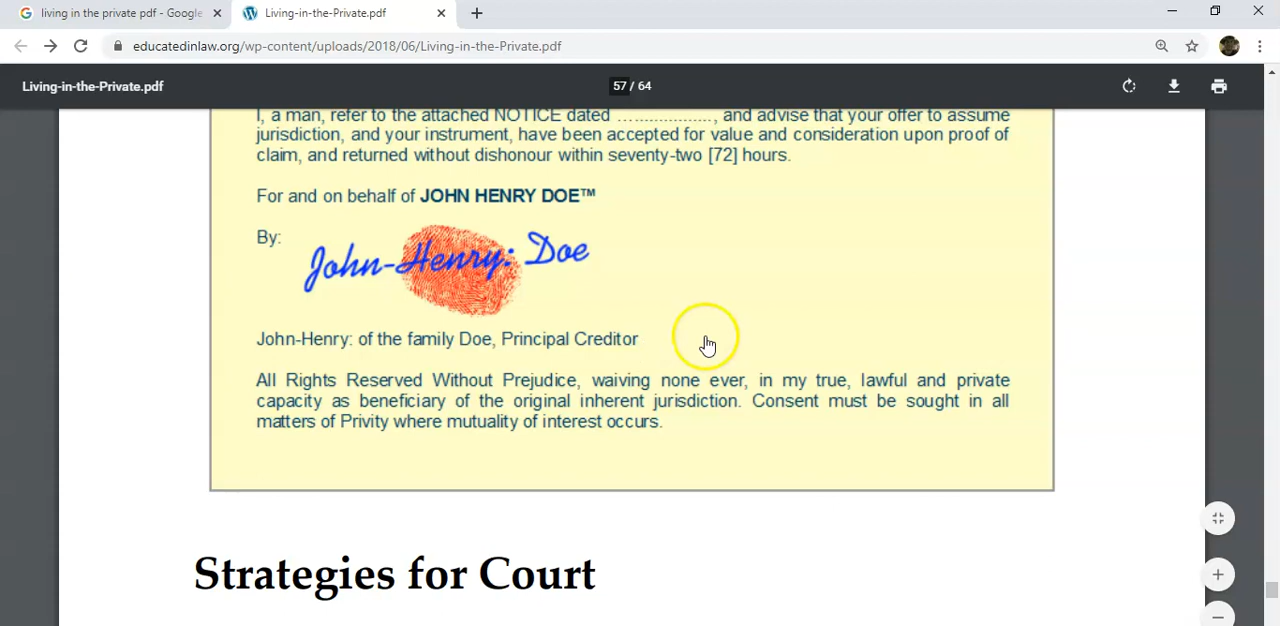 living in the private pdf - Google
Living-in-the-Private.pdf
educatedinlaw.org/wp-content/uploads/2018/06/Living-in-the-Private.pdf
Living-in-the-Private.pdf
57 / 64
I, a man, refer to the attached NOTICE dated ..................., and advise that your offer to assume
jurisdiction, and your instrument, have been accepted for value and consideration upon proof of
claim, and returned without dishonour within seventy-two [72] hours.
For and on behalf of JOHN HENRY DOE™
By:
John-Henry: Doe
John-Henry: of the family Doe, Principal Creditor
All Rights Reserved Without Prejudice, waiving none ever, in my true, lawful and private
capacity as beneficiary of the original inherent jurisdiction. Consent must be sought in all
matters of Privity where mutuality of interest occurs.
Strategies for Court